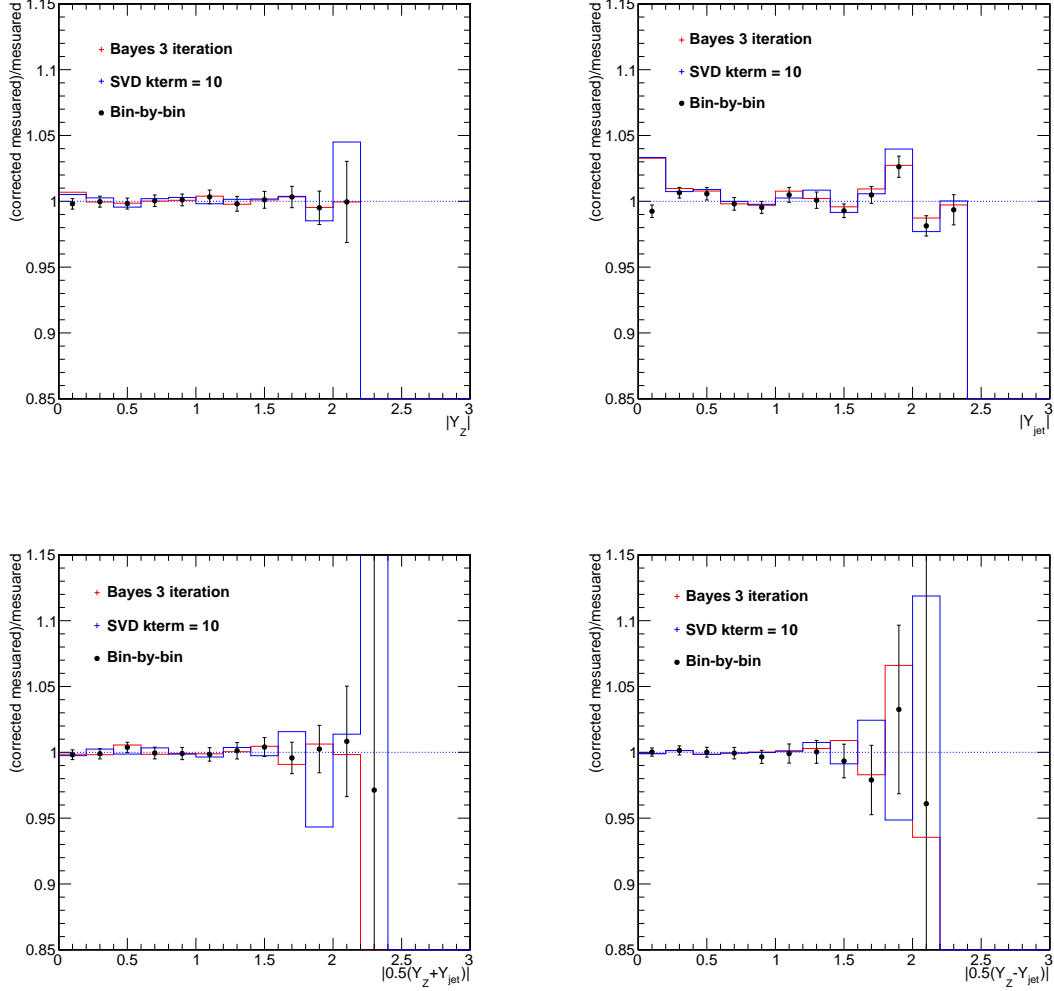 (corrected mesuared)/mesuared
1.15
1.1
1.05
1
0.95
0.9
0.85
Bayes 3 iteration
SVD kterm = 10
Bin-by-bin
0 0.5 1 1.5 2 2.5 3
|Y_Z|
(corrected mesuared)/mesuared
1.15
1.1
1.05
1
0.95
0.9
0.85
Bayes 3 iteration
SVD kterm = 10
Bin-by-bin
0 0.5 1 1.5 2 2.5 3
|Y_jet|
(corrected mesuared)/mesuared
1.15
1.1
1.05
1
0.95
0.9
0.85
Bayes 3 iteration
SVD kterm = 10
Bin-by-bin
0 0.5 1 1.5 2 2.5 3
|0.5(Y_Z+Y_jet)|
(corrected mesuared)/mesuared
1.15
1.1
1.05
1
0.95
0.9
0.85
Bayes 3 iteration
SVD kterm = 10
Bin-by-bin
0 0.5 1 1.5 2 2.5 3
|0.5(Y_Z-Y_jet)|